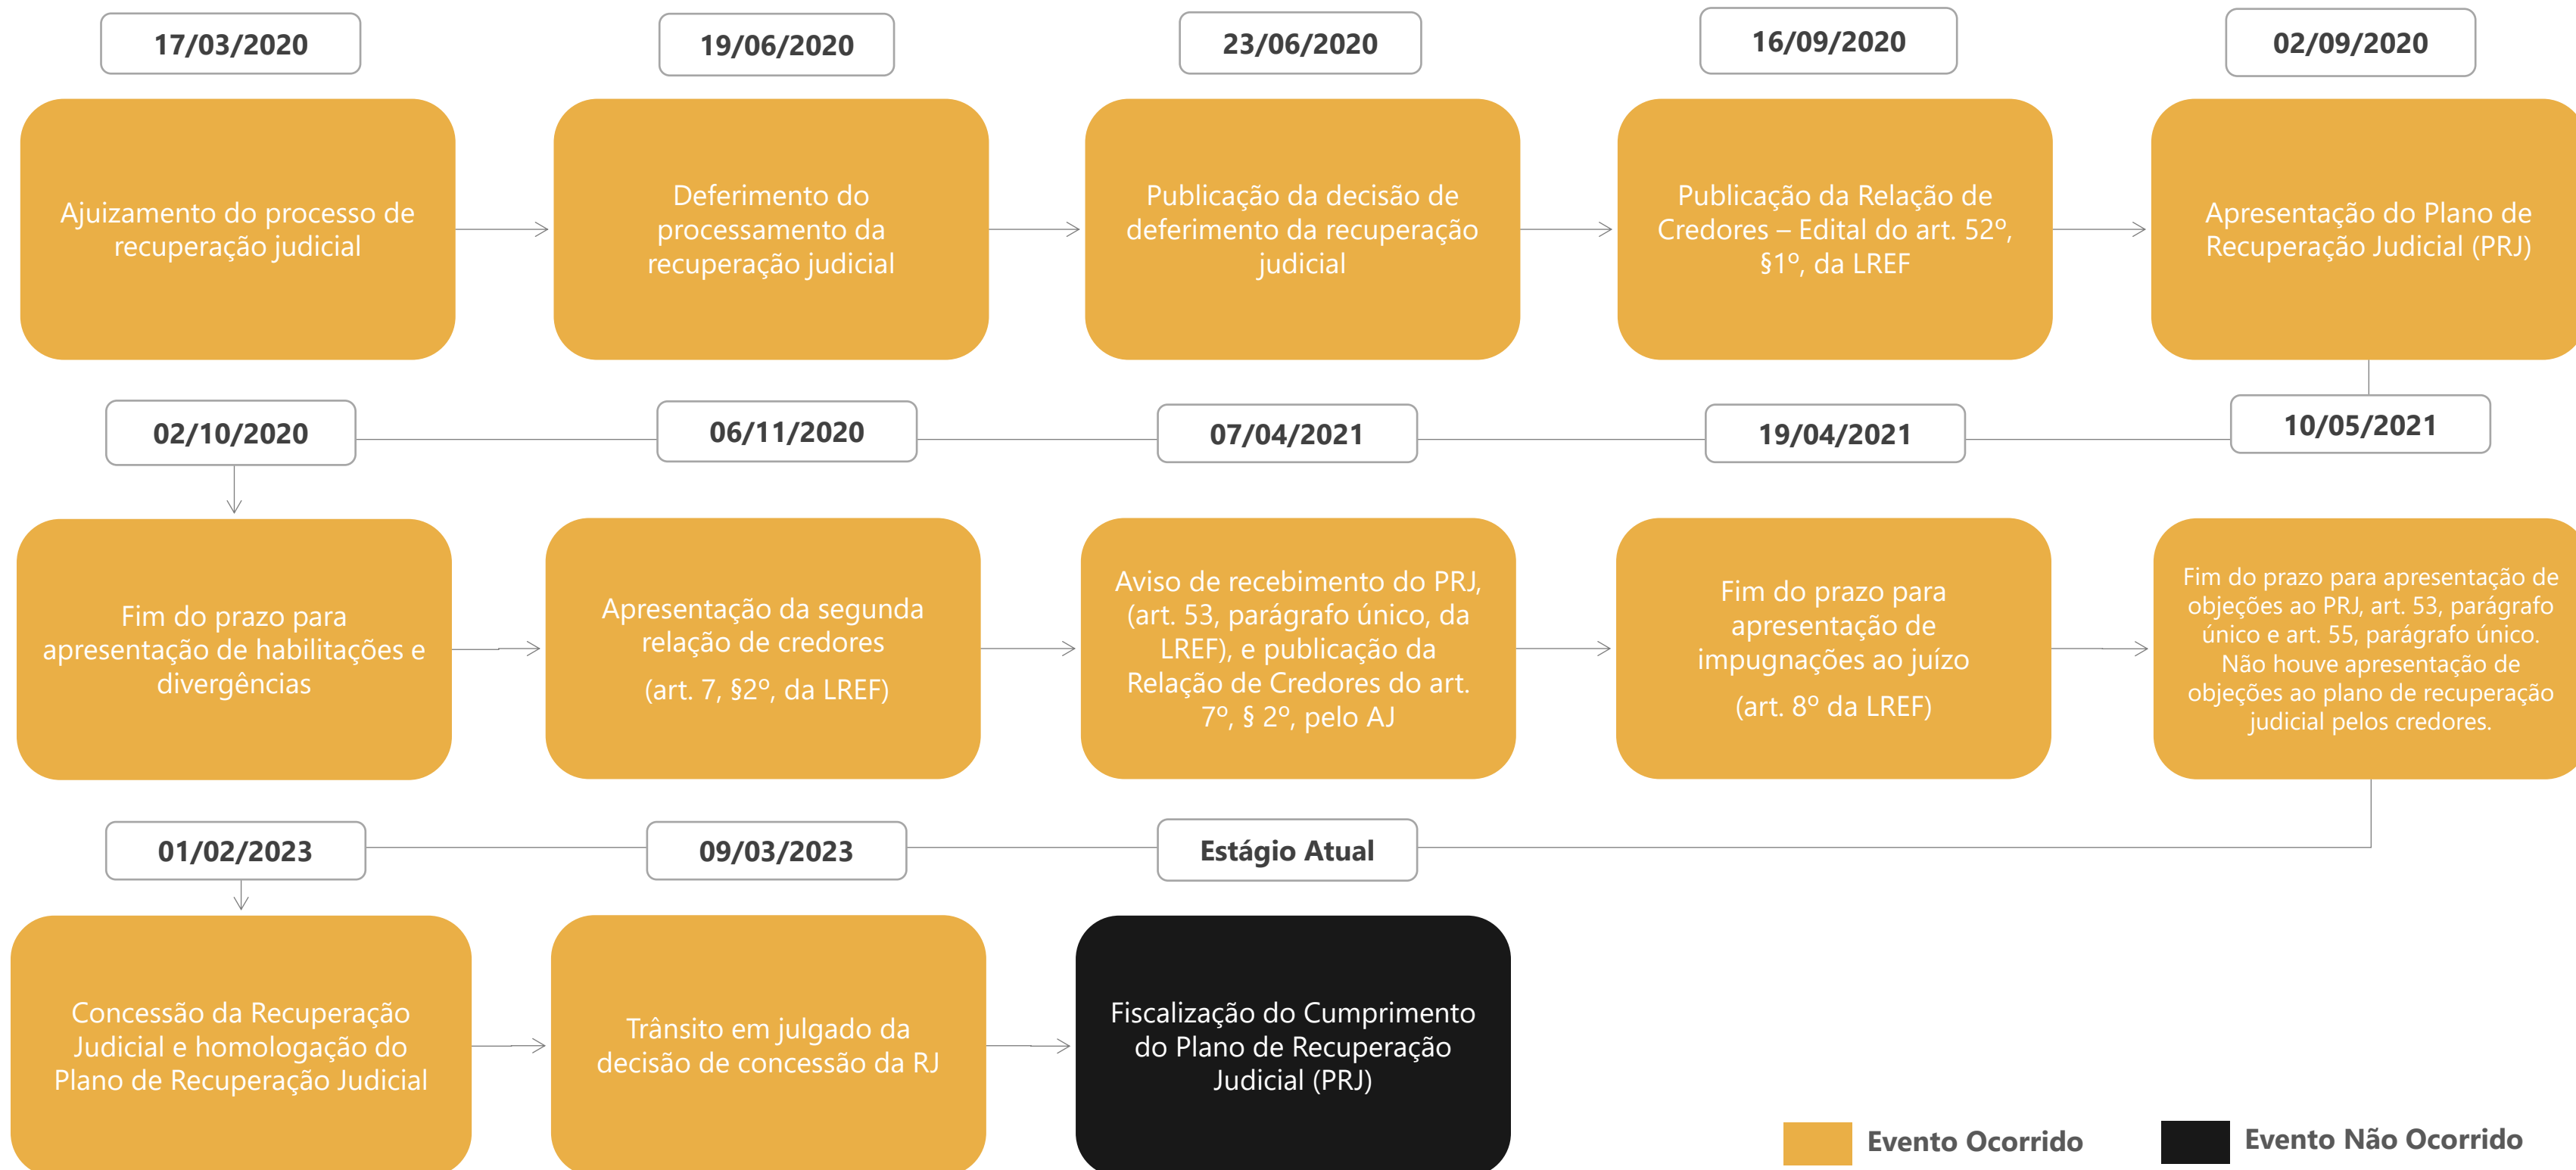 17/03/2020
19/06/2020
23/06/2020
16/09/2020
02/09/2020
Ajuizamento do processo de
recuperação judicial
Deferimento do
processamento da
recuperação judicial
Publicação da decisão de
deferimento da recuperação
judicial
Publicação da Relação de
Credores – Edital do art. 52º,
§1º, da LREF
Apresentação do Plano de
Recuperação Judicial (PRJ)
02/10/2020
06/11/2020
07/04/2021
19/04/2021
10/05/2021
Fim do prazo para
apresentação de habilitações e
divergências
Apresentação da segunda
relação de credores
(art. 7, §2º, da LREF)
Aviso de recebimento do PRJ,
(art. 53, parágrafo único, da
LREF), e publicação da
Relação de Credores do art.
7º, § 2º, pelo AJ
Fim do prazo para
apresentação de
impugnações ao juízo
(art. 8º da LREF)
Fim do prazo para apresentação de
objeções ao PRJ, art. 53, parágrafo
único e art. 55, parágrafo único.
Não houve apresentação de
objeções ao plano de recuperação
judicial pelos credores.
01/02/2023
09/03/2023
Estágio Atual
Concessão da Recuperação
Judicial e homologação do
Plano de Recuperação Judicial
Trânsito em julgado da
decisão de concessão da RJ
Fiscalização do Cumprimento
do Plano de Recuperação
Judicial (PRJ)
Evento Ocorrido
Evento Não Ocorrido